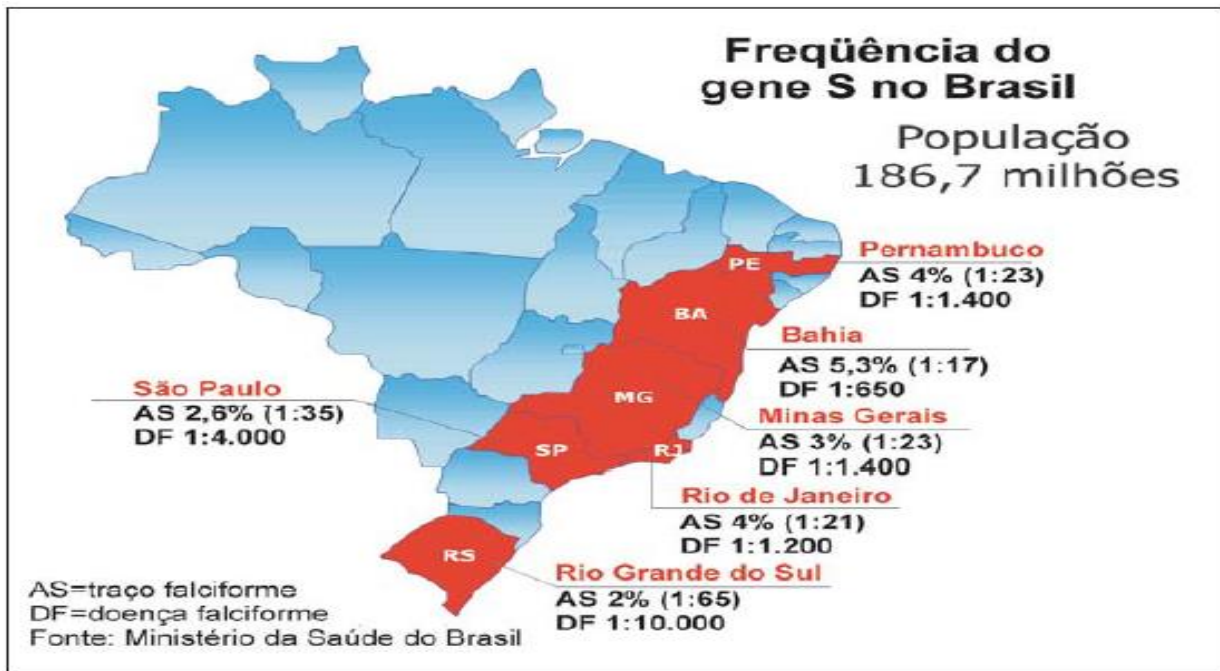 Freqüência do
gene S no Brasil
População
186,7 milhões
PE
Pernambuco
AS 4% (1:23)
DF 1:1.400
BA
Bahia
AS 5,3% (1:17)
DF 1:650
MG
Minas Gerais
AS 3% (1:23)
DF 1:1.400
São Paulo
AS 2,6% (1:35)
DF 1:4.000
SP
RJ
Rio de Janeiro
AS 4% (1:21)
DF 1:1.200
RS
Rio Grande do Sul
AS 2% (1:65)
DF 1:10.000
AS=traço falciforme
DF=doença falciforme
Fonte: Ministério da Saúde do Brasil